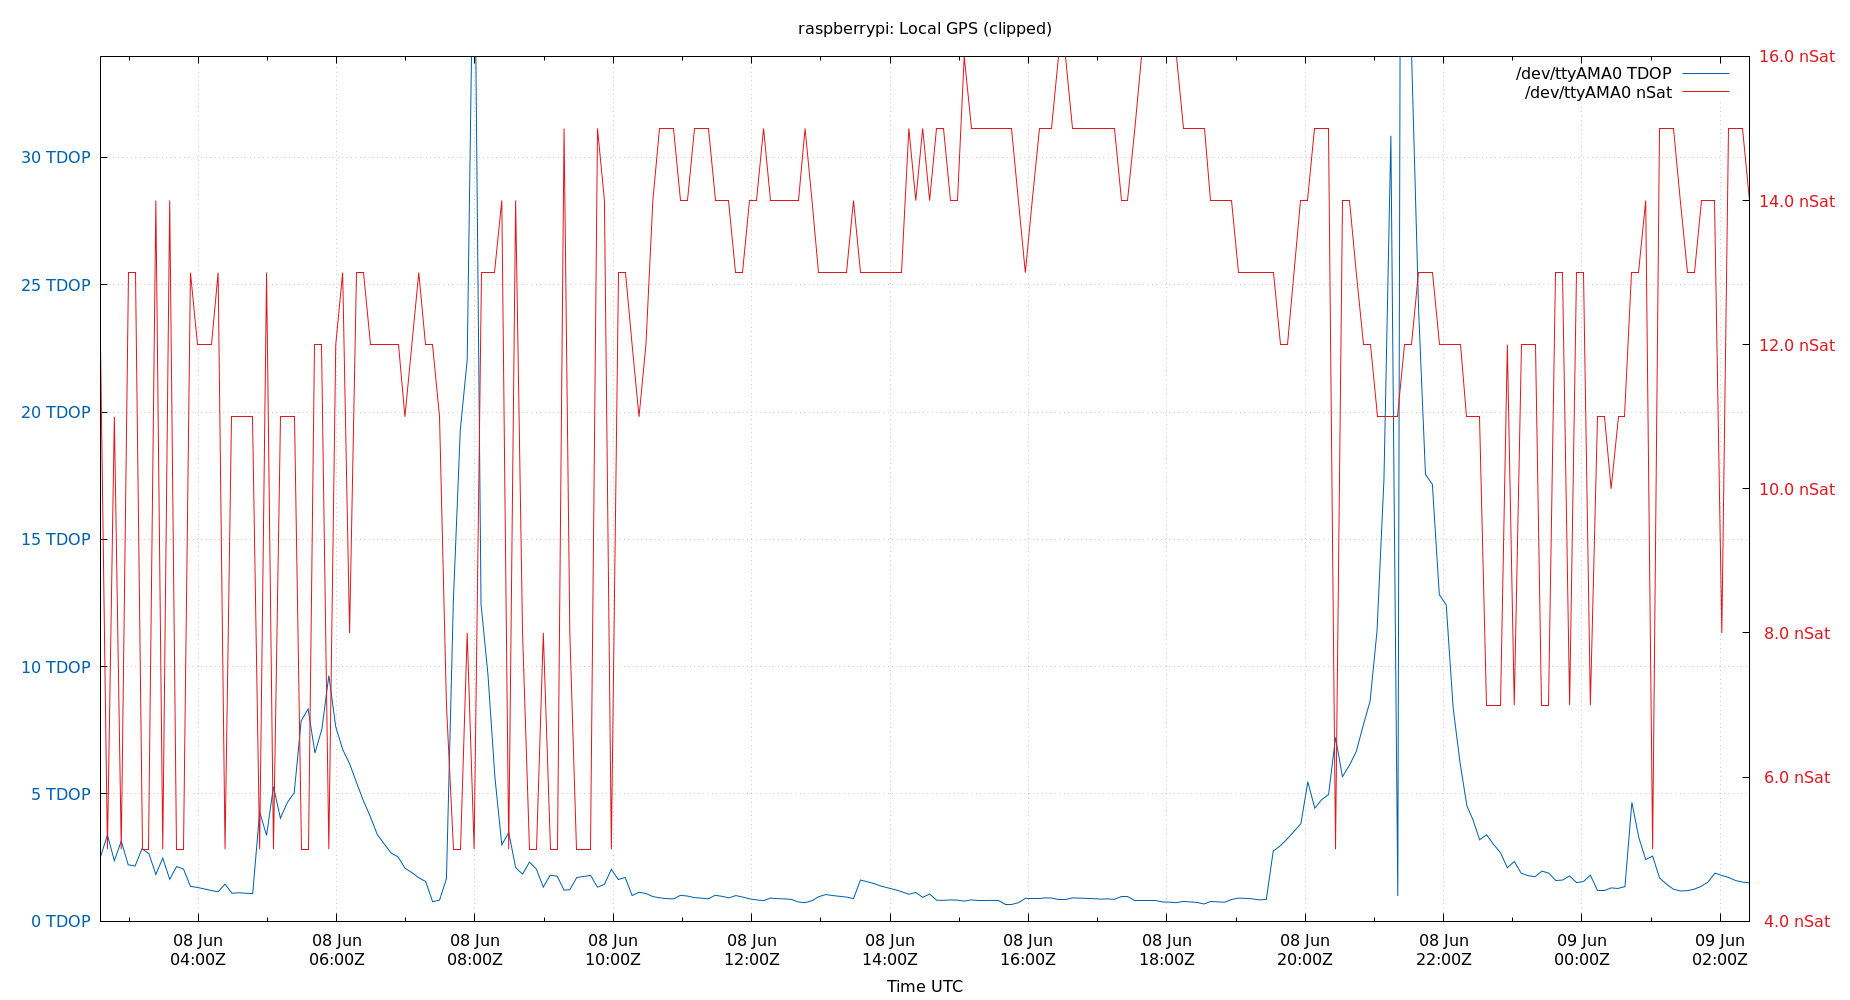 raspberrypi: Local GPS (clipped)
16.0 nSat
/dev/ttyAMA0 TDOP
/dev/ttyAMA0 nSat
30 TDOP
14.0 nSat
25 TDOP
12.0 nSat
20 TDOP
10.0 nSat
15 TDOP
8.0 nSat
10 TDOP
6.0 nSat
5 TDOP
0 TDOP
4.0 nSat
08 Jun 08 Jun 08 Jun 08 Jun 08 Jun 08 Jun 08 Jun 08 Jun 08 Jun 08 Jun 09 Jun 09 Jun
04:00Z 06:00Z 08:00Z 10:00Z 12:00Z 14:00Z 16:00Z 18:00Z 20:00Z 22:00Z 00:00Z 02:00Z
Time UTC